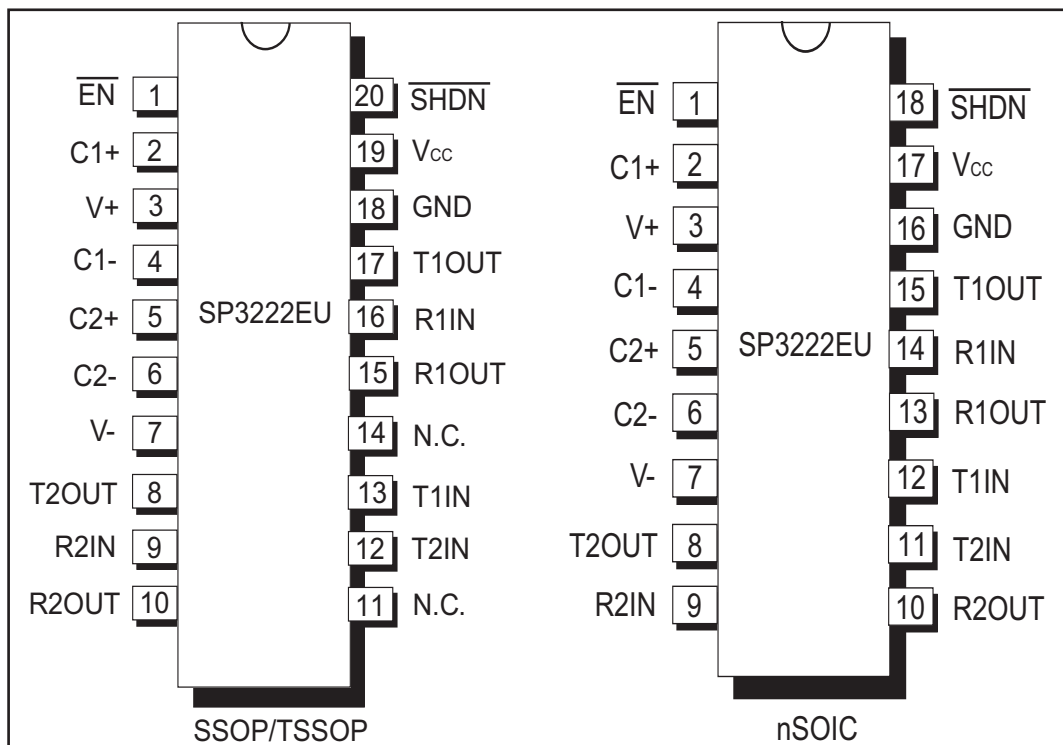 EN 1 20 SHDN
C1+ 2 19 VCC
V+ 3 18 GND
C1- 4 17 T1OUT
C2+ 5 SP3222EU 16 R1IN
C2- 6 15 R1OUT
V- 7 14 N.C.
T2OUT 8 13 T1IN
R2IN 9 12 T2IN
R2OUT 10 11 N.C.
SSOP/TSSOP
EN 1 18 SHDN
C1+ 2 17 VCC
V+ 3 16 GND
C1- 4 15 T1OUT
C2+ 5 SP3222EU 14 R1IN
C2- 6 13 R1OUT
V- 7 12 T1IN
T2OUT 8 11 T2IN
R2IN 9 10 R2OUT
nSOIC